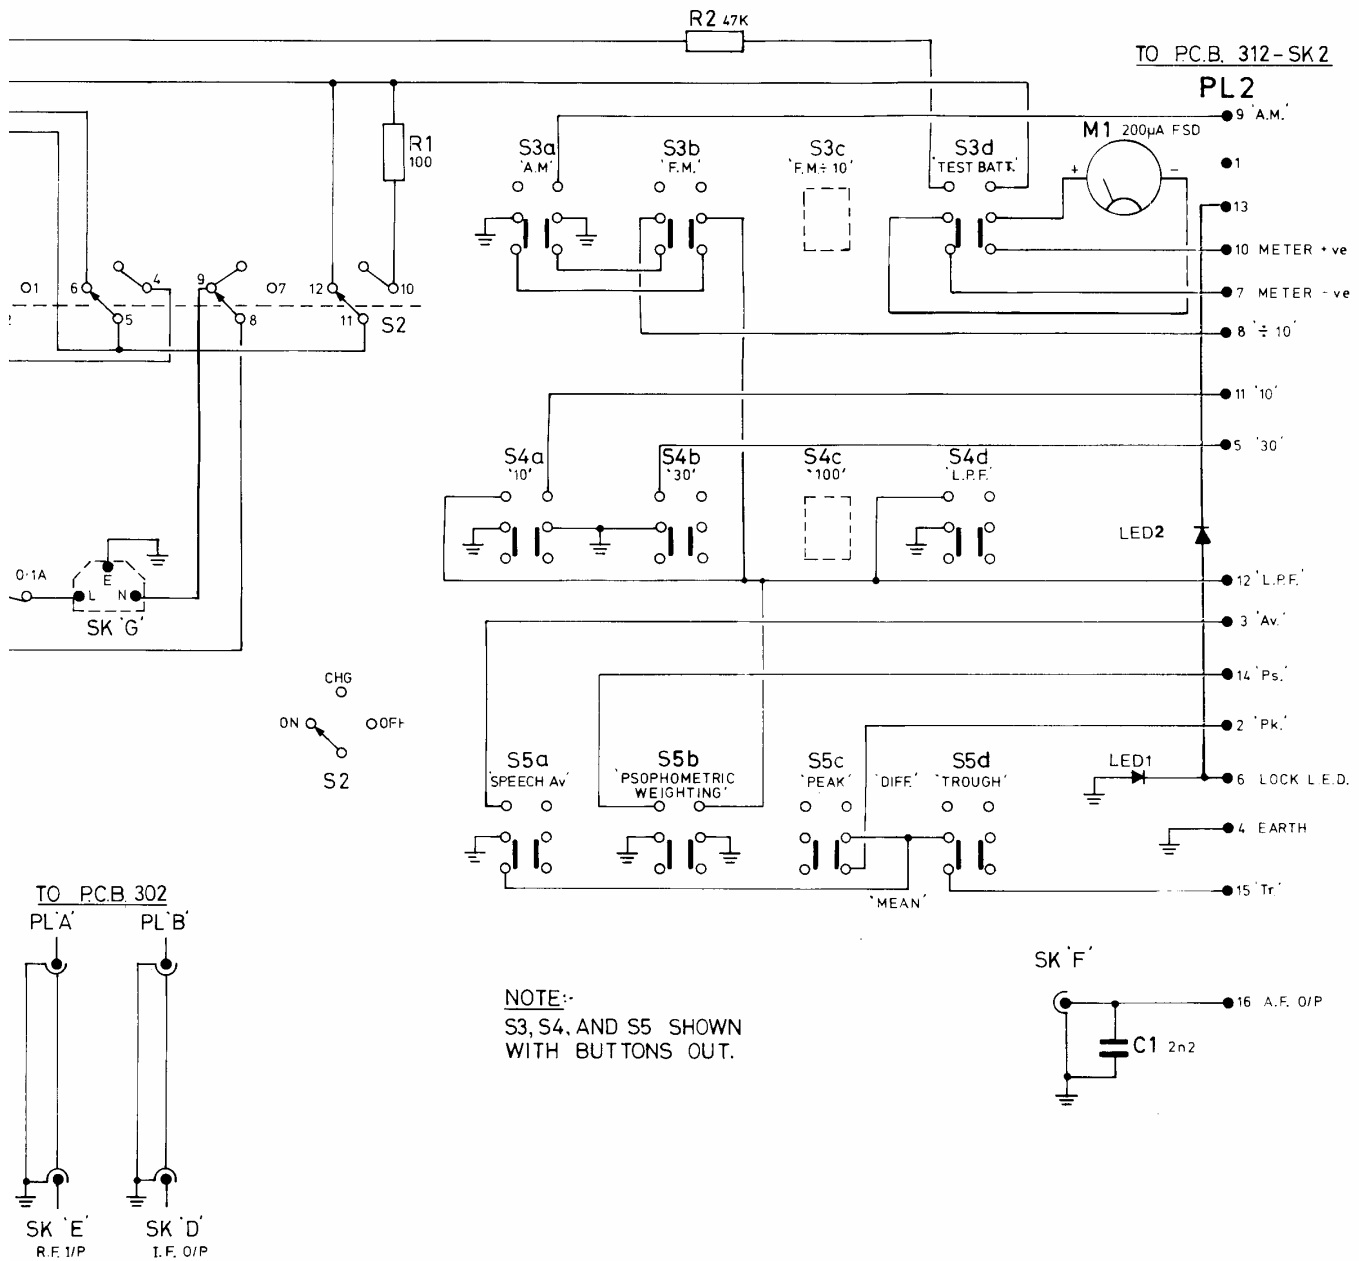 R2 47K
TO P.C.B. 312-SK2
PL2
9 'A.M.'
M1 200µA FSD
R1
100
S3a
'A.M'
S3b
'F.M.'
S3c
'F.M.÷10'
S3d
'TEST BATT.'
+
-
1
13
10 METER +ve
7 METER -ve
8 '÷10'
1
6
4
5
9
7
8
12
10
11
S2
2
11 '10'
5 '30'
S4a
'10'
S4b
'30'
S4c
'100'
S4d
'L.P.F.'
LED2
0·1A
E
L
N
SK 'G'
12 'L.P.F.'
3 'Av.'
14 'Ps.'
2 'Pk.'
CHG
ON
OFF
S2
S5a
'SPEECH AV'
S5b
'PSOPHOMETRIC
WEIGHTING'
S5c
'PEAK'
'DIFF.'
S5d
'TROUGH'
LED1
6 LOCK L.E.D.
4 EARTH
15 'Tr.'
'MEAN'
TO P.C.B. 302
PL'A'
PL'B'
NOTE:-
S3, S4, AND S5 SHOWN
WITH BUTTONS OUT.
SK 'F'
16 A.F. O/P
C1 2n2
SK 'E'
R.F. I/P
SK 'D'
I.F. O/P